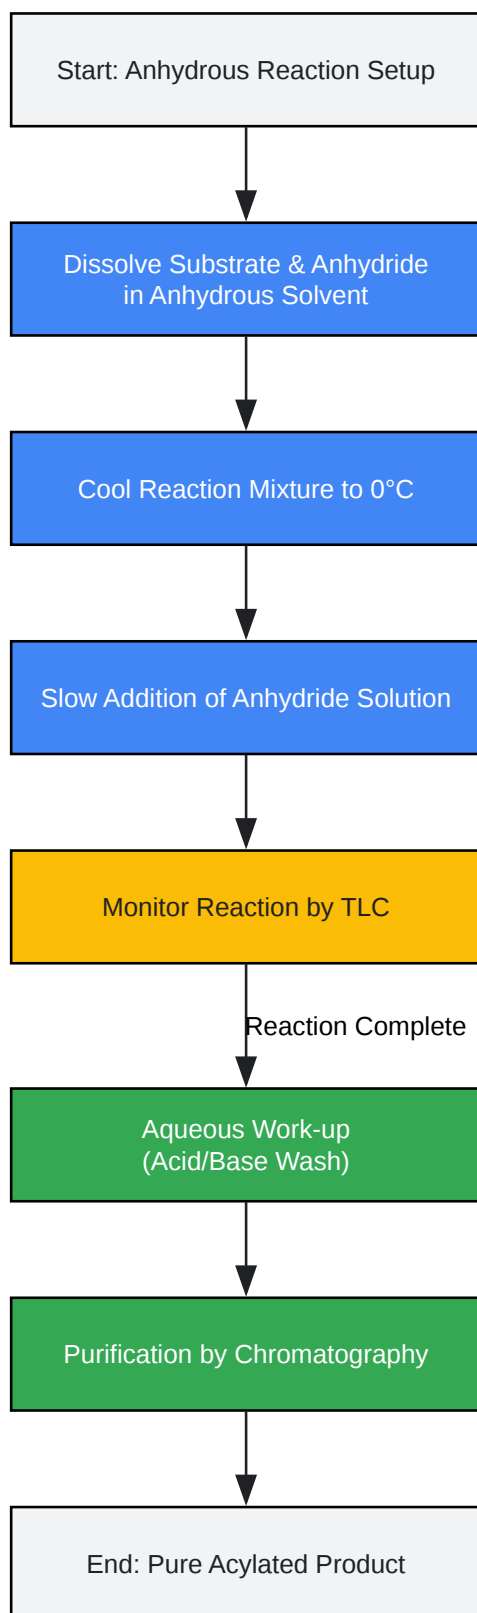 Start: Anhydrous Reaction Setup
Dissolve Substrate & Anhydride
in Anhydrous Solvent
Cool Reaction Mixture to 0°C
Slow Addition of Anhydride Solution
Monitor Reaction by TLC
Reaction Complete
Aqueous Work-up
(Acid/Base Wash)
Purification by Chromatography
End: Pure Acylated Product